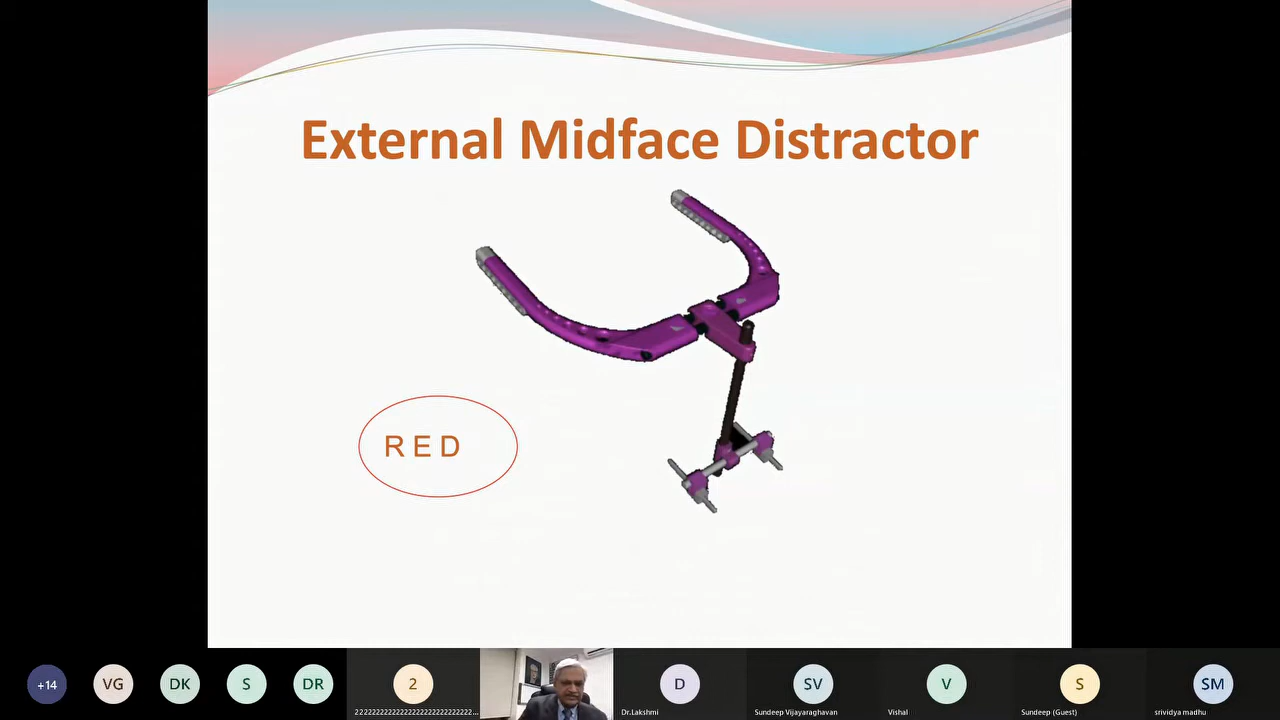 External Midface Distractor
R E D
+14
VG
DK
S
DR
2
22222222222222222222222222...
D
Dr.Lakshmi
SV
Sundeep Vijayaraghavan
V
Vishal
S
Sundeep (Guest)
SM
srividya madhu